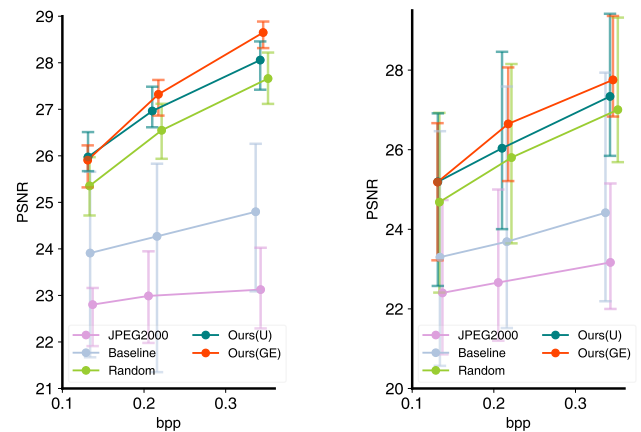 29
28
27
26
25
24
23
22
21
PSNR
0.1
0.2
0.3
bpp
JPEG2000
Baseline
Random
Ours(U)
Ours(GE)
28
26
24
22
20
PSNR
0.1
0.2
0.3
bpp
JPEG2000
Baseline
Random
Ours(U)
Ours(GE)